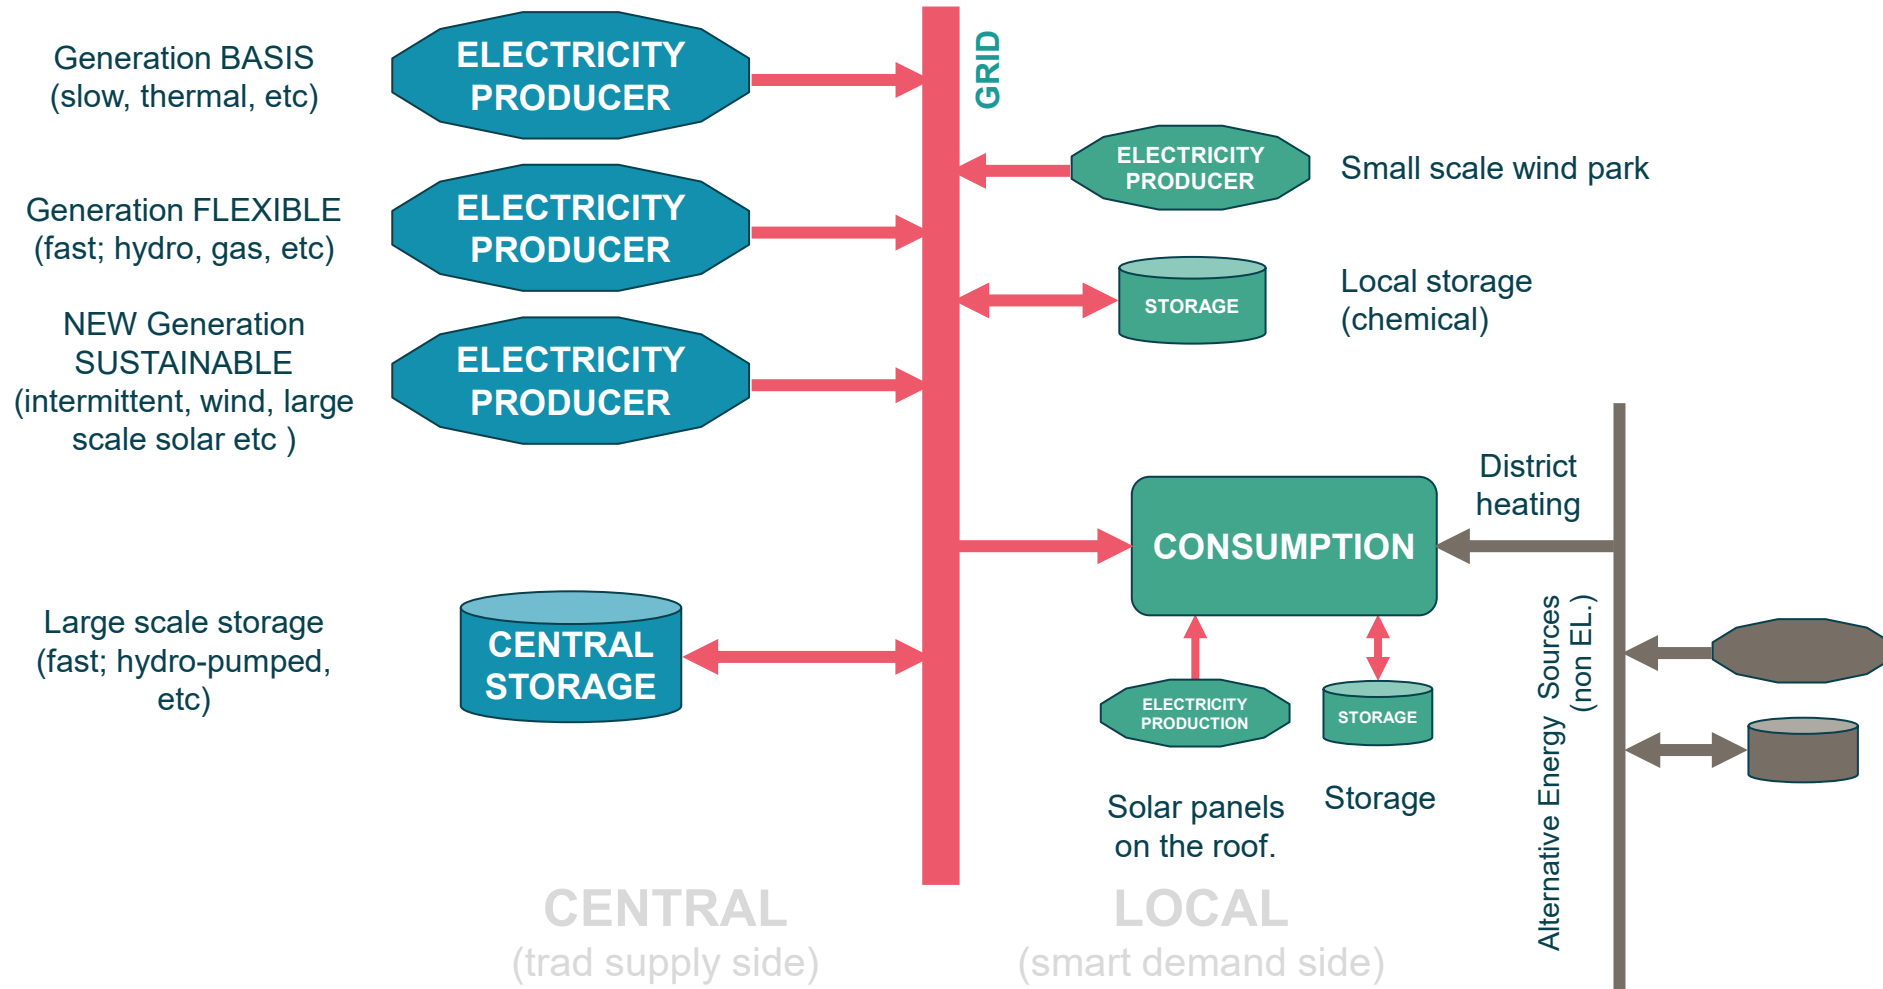 Generation BASIS
(slow, thermal, etc)
ELECTRICITY
PRODUCER
GRID
ELECTRICITY
PRODUCER
Small scale wind park
Generation FLEXIBLE
(fast; hydro, gas, etc)
ELECTRICITY
PRODUCER
STORAGE
Local storage
(chemical)
NEW Generation
SUSTAINABLE
(intermittent, wind, large
scale solar etc )
ELECTRICITY
PRODUCER
District
heating
CONSUMPTION
Large scale storage
(fast; hydro-pumped,
etc)
CENTRAL
STORAGE
ELECTRICITY
PRODUCTION
STORAGE
Solar panels
on the roof.
Storage
Alternative Energy Sources
(non EL.)
CENTRAL
(trad supply side)
LOCAL
(smart demand side)